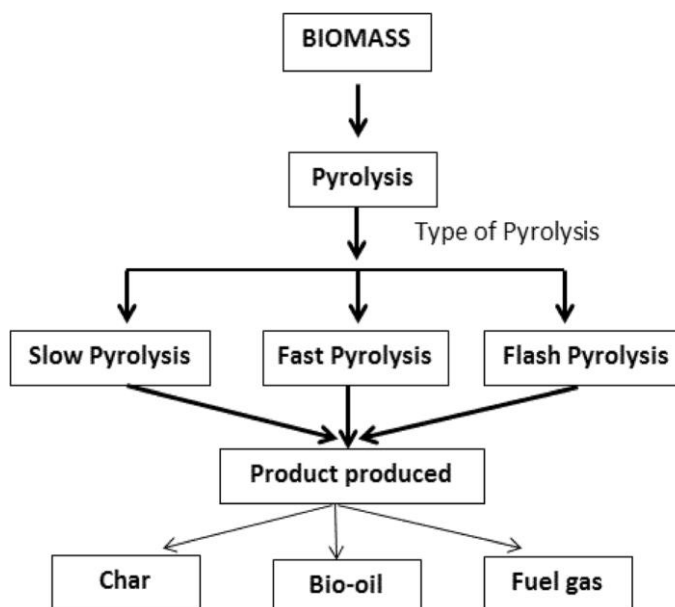 BIOMASS
Pyrolysis
Type of Pyrolysis
Slow Pyrolysis
Fast Pyrolysis
Flash Pyrolysis
Product produced
Char
Bio-oil
Fuel gas